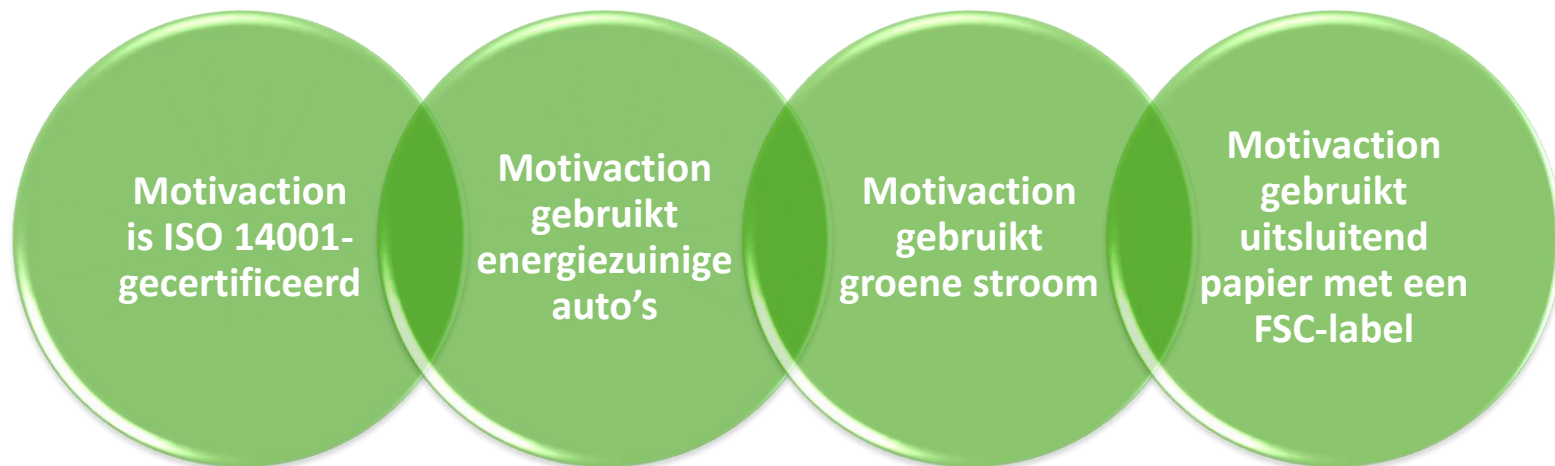 Motivaction
is ISO 14001-
gecertificeerd
Motivaction
gebruikt
energiezuinige
auto’s
Motivaction
gebruikt
groene stroom
Motivaction
gebruikt
uitsluitend
papier met een
FSC-label